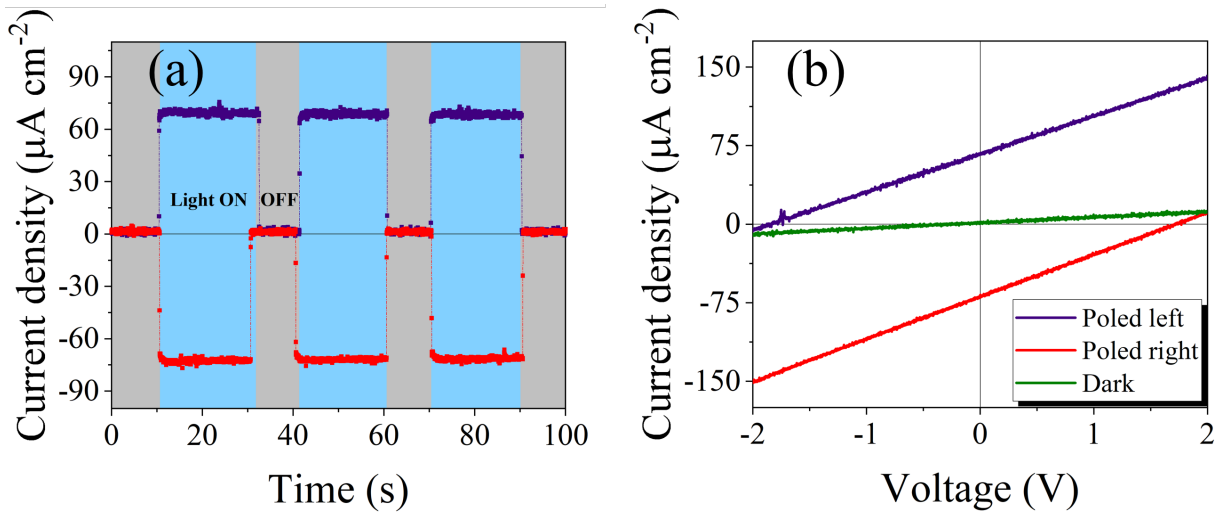 (a)
Current density (µA cm⁻²)
90
60
30
0
-30
-60
-90
Light ON
OFF
0
20
40
60
80
100
Time (s)
(b)
Current density (µA cm⁻²)
150
75
0
-75
-150
Poled left
Poled right
Dark
-2
-1
0
1
2
Voltage (V)